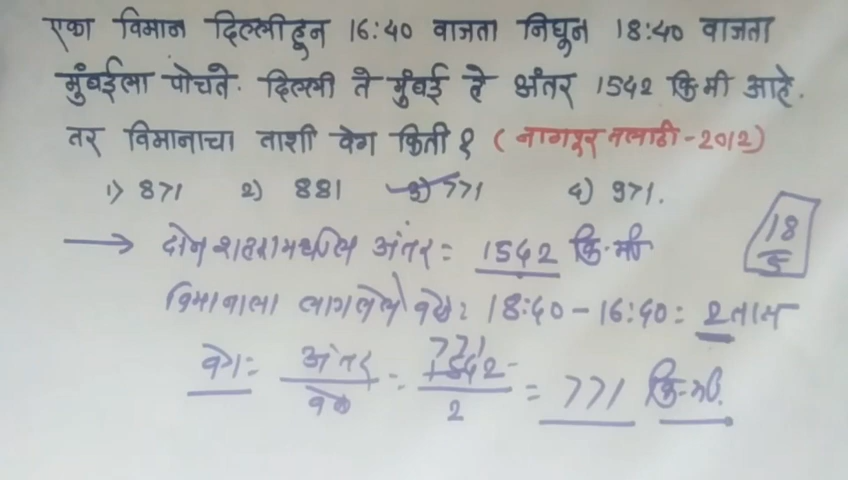 एका विमान दिल्लीहून 16:40 वाजता निघून 18:40 वाजता
मुंबईला पोचते. दिल्ली ते मुंबई हे अंतर 1542 कि.मी आहे.
तर विमानाचा ताशी वेग किती ? (नागपूर तलाठी-2012)
1) 871 2) 881 3) 771 4) 971.
→ दोन शहरामधील अंतर = 1542 कि.मी
18/5
विमानाला लागलेले वेळ = 18:40 - 16:40 = 2 तास
वेग = अंतर/वेळ = 1542/2 = 771 कि.मी.
771